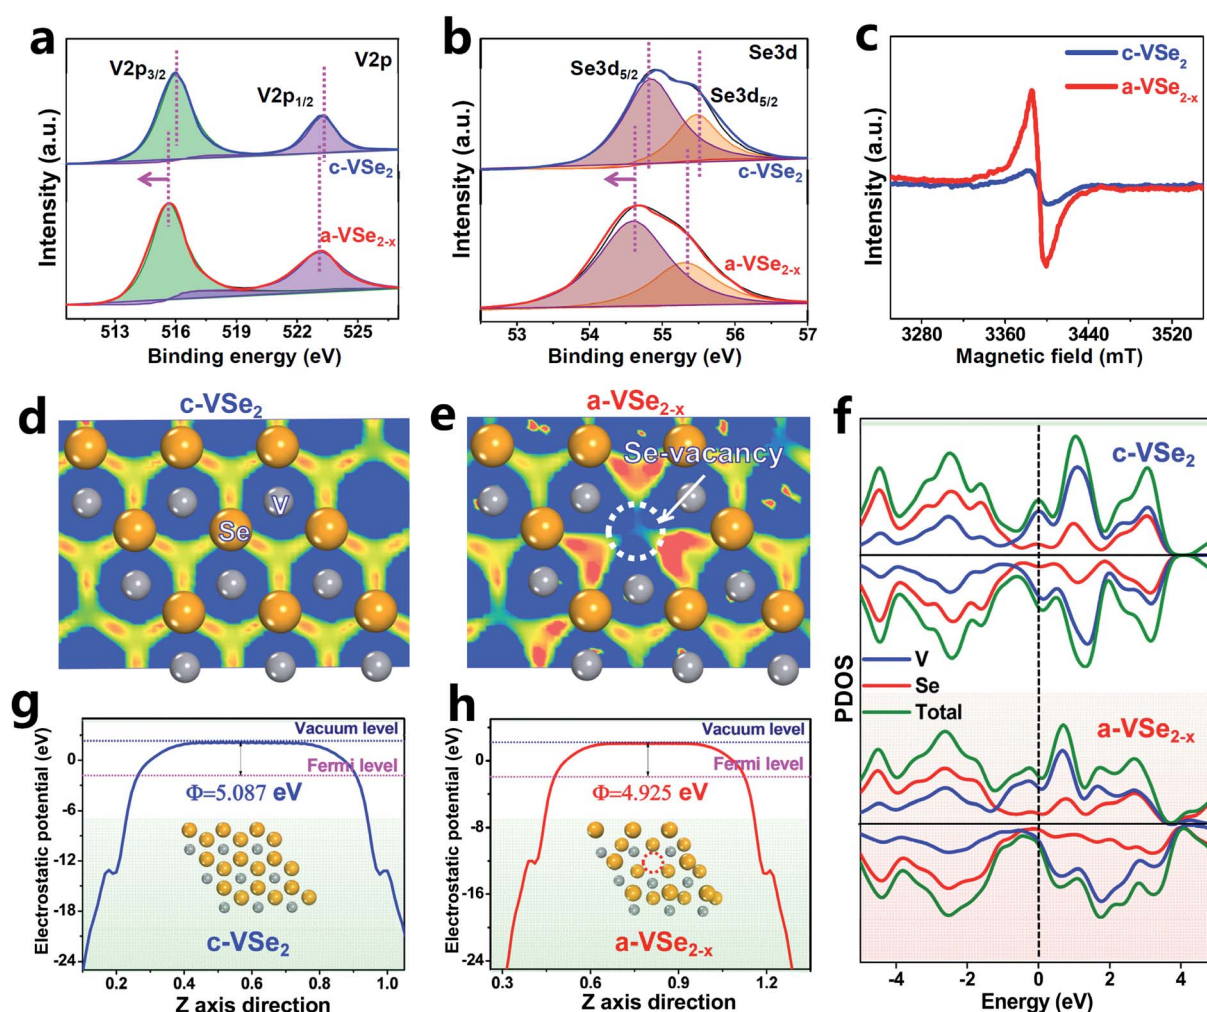 a
V2p
V2p3/2
V2p1/2
c-VSe2
a-VSe2-x
Intensity (a.u.)
513 516 519 522 525
Binding energy (eV)
b
Se3d
Se3d5/2
Se3d5/2
c-VSe2
a-VSe2-x
Intensity (a.u.)
53 54 55 56 57
Binding energy (eV)
c
c-VSe2
a-VSe2-x
Intensity (a.u.)
3280 3360 3440 3520
Magnetic field (mT)
d
c-VSe2
V
Se
e
a-VSe2-x
Se-vacancy
f
c-VSe2
V
Se
Total
a-VSe2-x
PDOS
-4 -2 0 2 4
Energy (eV)
g
Vacuum level
Fermi level
Φ=5.087 eV
c-VSe2
Electrostatic potential (eV)
0
-6
-12
-18
-24
0.2 0.4 0.6 0.8 1.0
Z axis direction
h
Vacuum level
Fermi level
Φ=4.925 eV
a-VSe2-x
Electrostatic potential (eV)
0
-8
-16
-24
0.3 0.6 0.9 1.2
Z axis direction